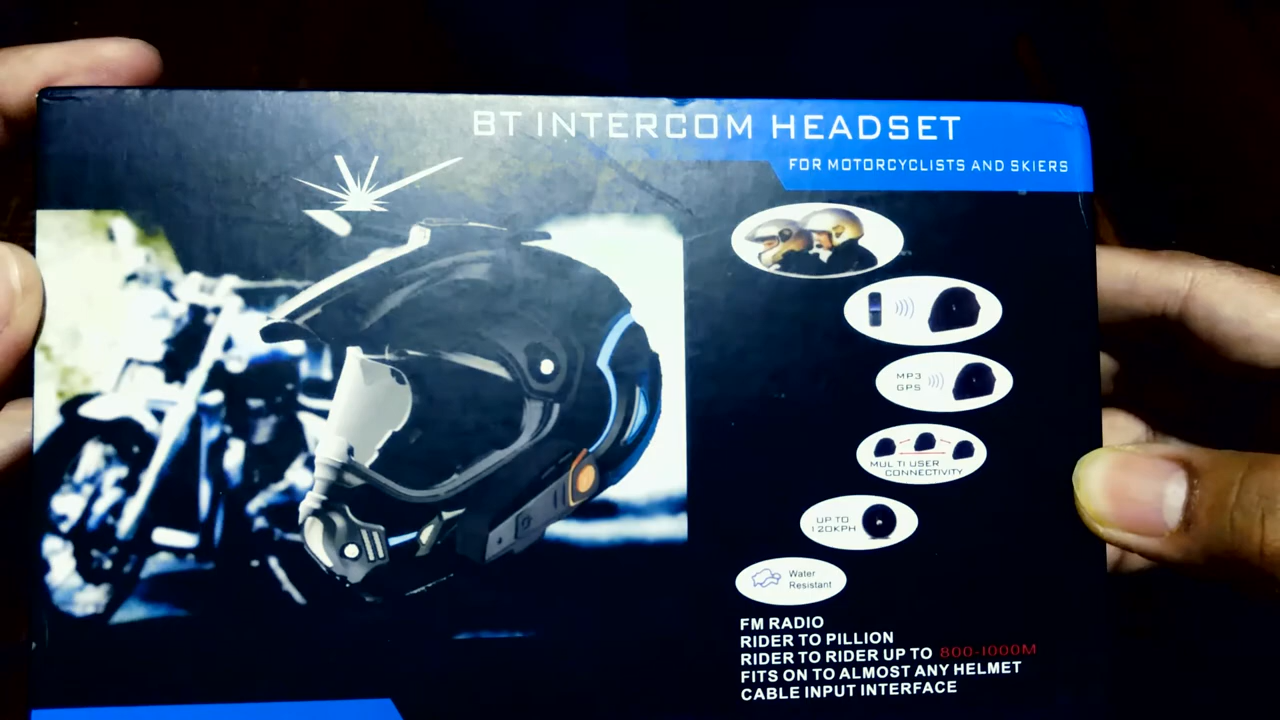 BT INTERCOM HEADSET
FOR MOTORCYCLISTS AND SKIERS
MP3
GPS
MULTI USER
CONNECTIVITY
UP TO
120KPH
Water
Resistant
FM RADIO
RIDER TO PILLION
RIDER TO RIDER UP TO 800-1000M
FITS ON TO ALMOST ANY HELMET
CABLE INPUT INTERFACE